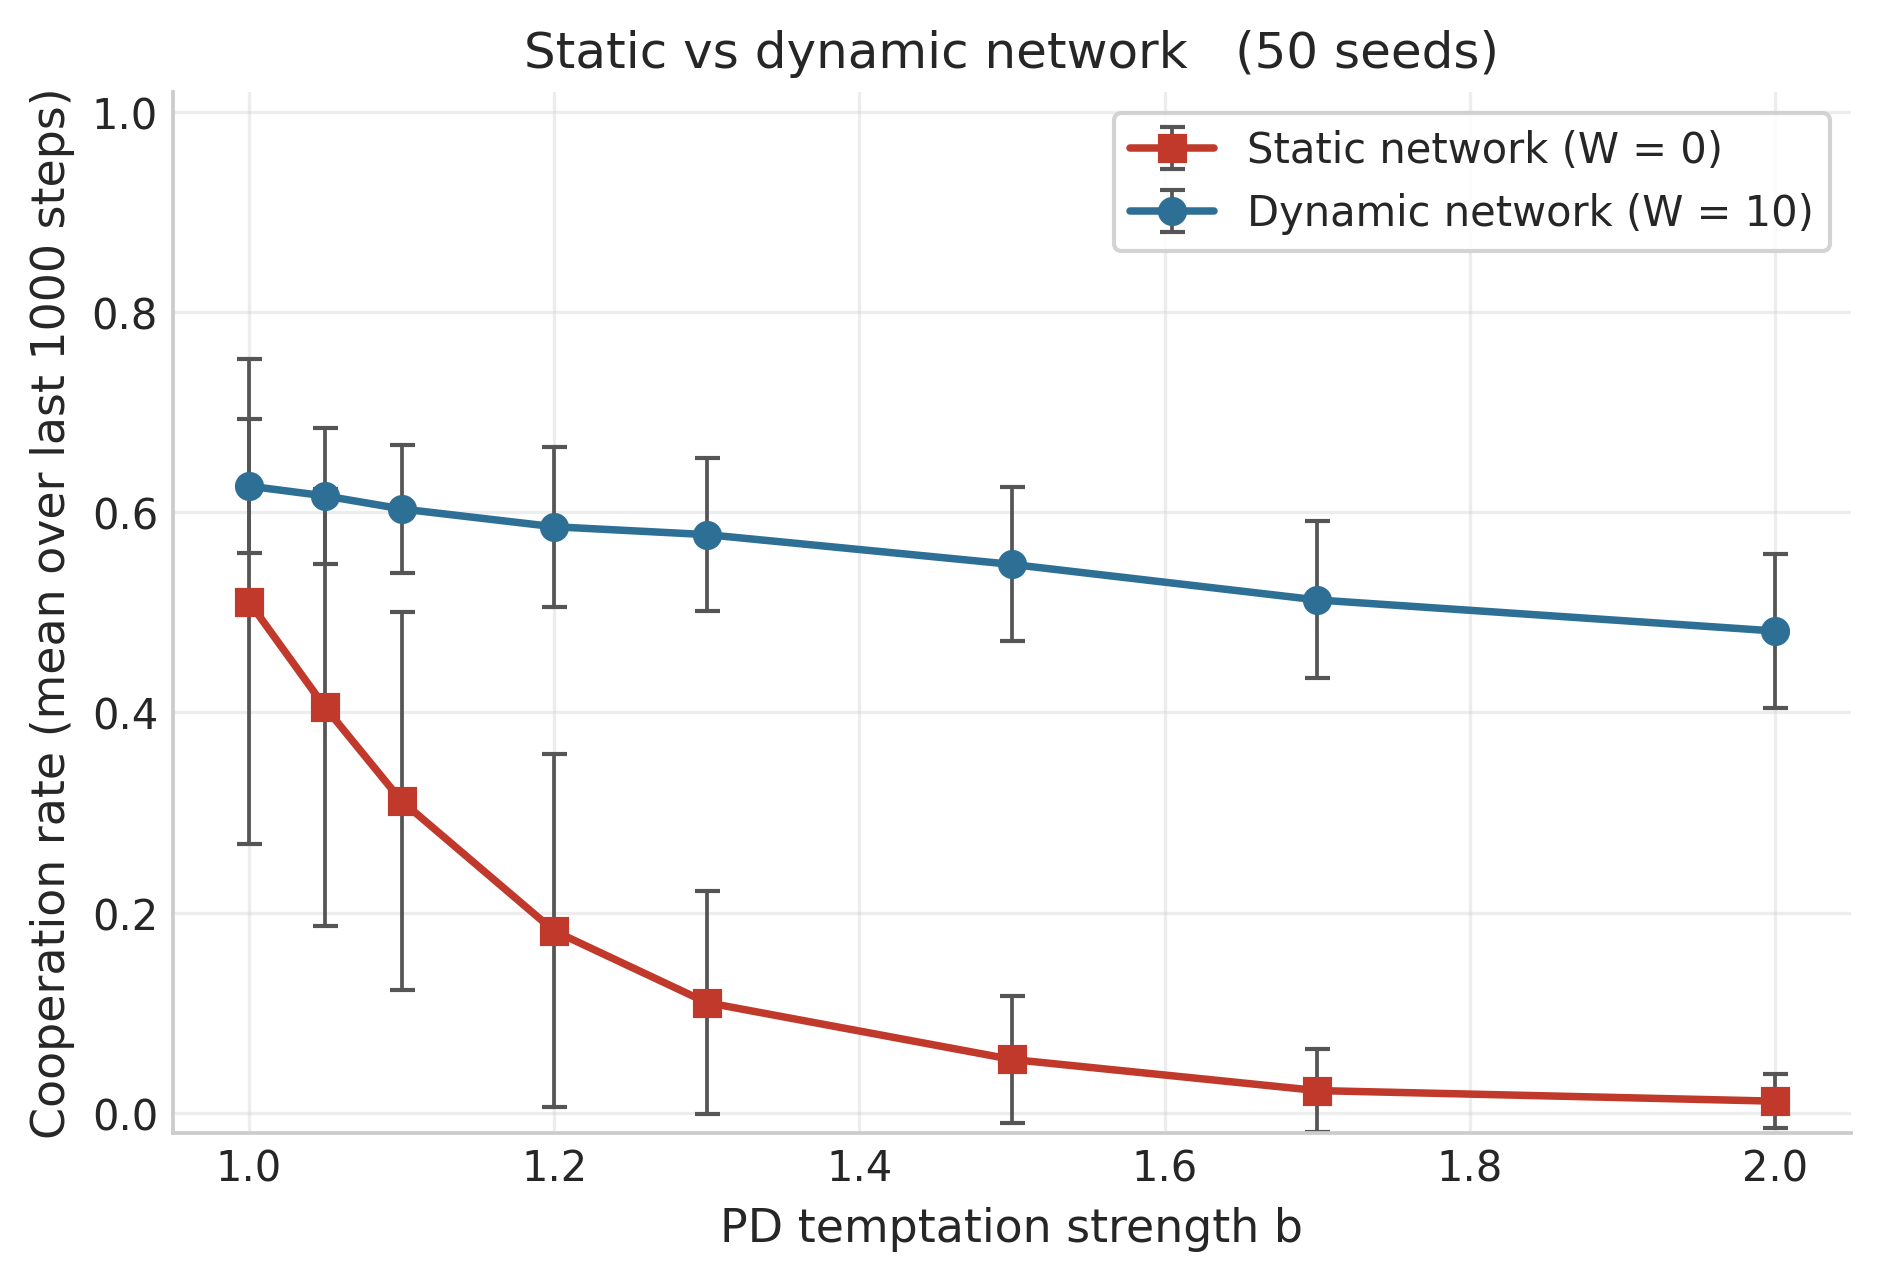 Static vs dynamic network (50 seeds)
Cooperation rate (mean over last 1000 steps)
1.0
0.8
0.6
0.4
0.2
0.0
Static network (W = 0)
Dynamic network (W = 10)
1.0 1.2 1.4 1.6 1.8 2.0
PD temptation strength b